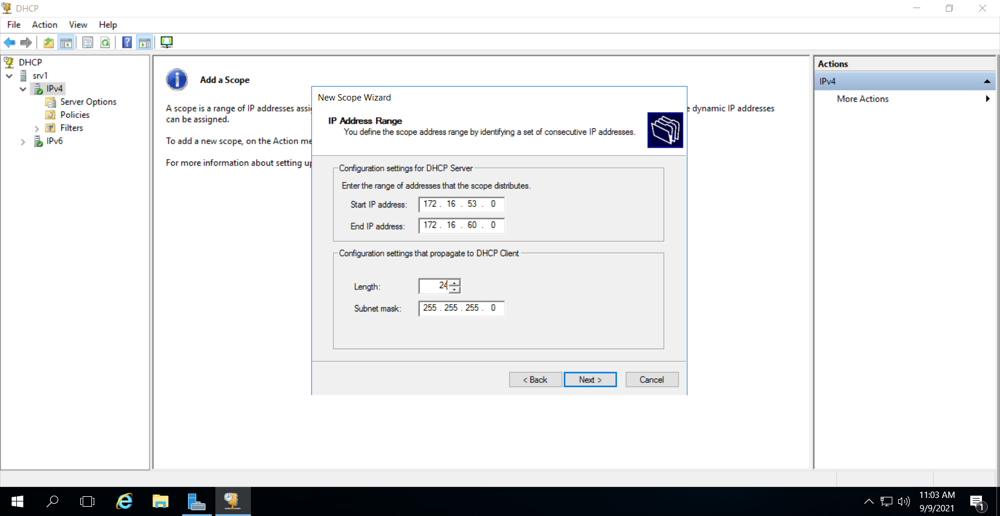 DHCP
File Action View Help
DHCP
srv1
IPv4
Server Options
Policies
Filters
IPv6
Add a Scope
A scope is a range of IP addresses assig
e dynamic IP addresses
can be assigned.
To add a new scope, on the Action me
For more information about setting up
New Scope Wizard
IP Address Range
You define the scope address range by identifying a set of consecutive IP addresses.
Configuration settings for DHCP Server
Enter the range of addresses that the scope distributes.
Start IP address: 172 . 16 . 53 . 0
End IP address: 172 . 16 . 60 . 0
Configuration settings that propagate to DHCP Client
Length: 24
Subnet mask: 255 . 255 . 255 . 0
< Back Next > Cancel
Actions
IPv4
More Actions
11:03 AM
9/9/2021
1